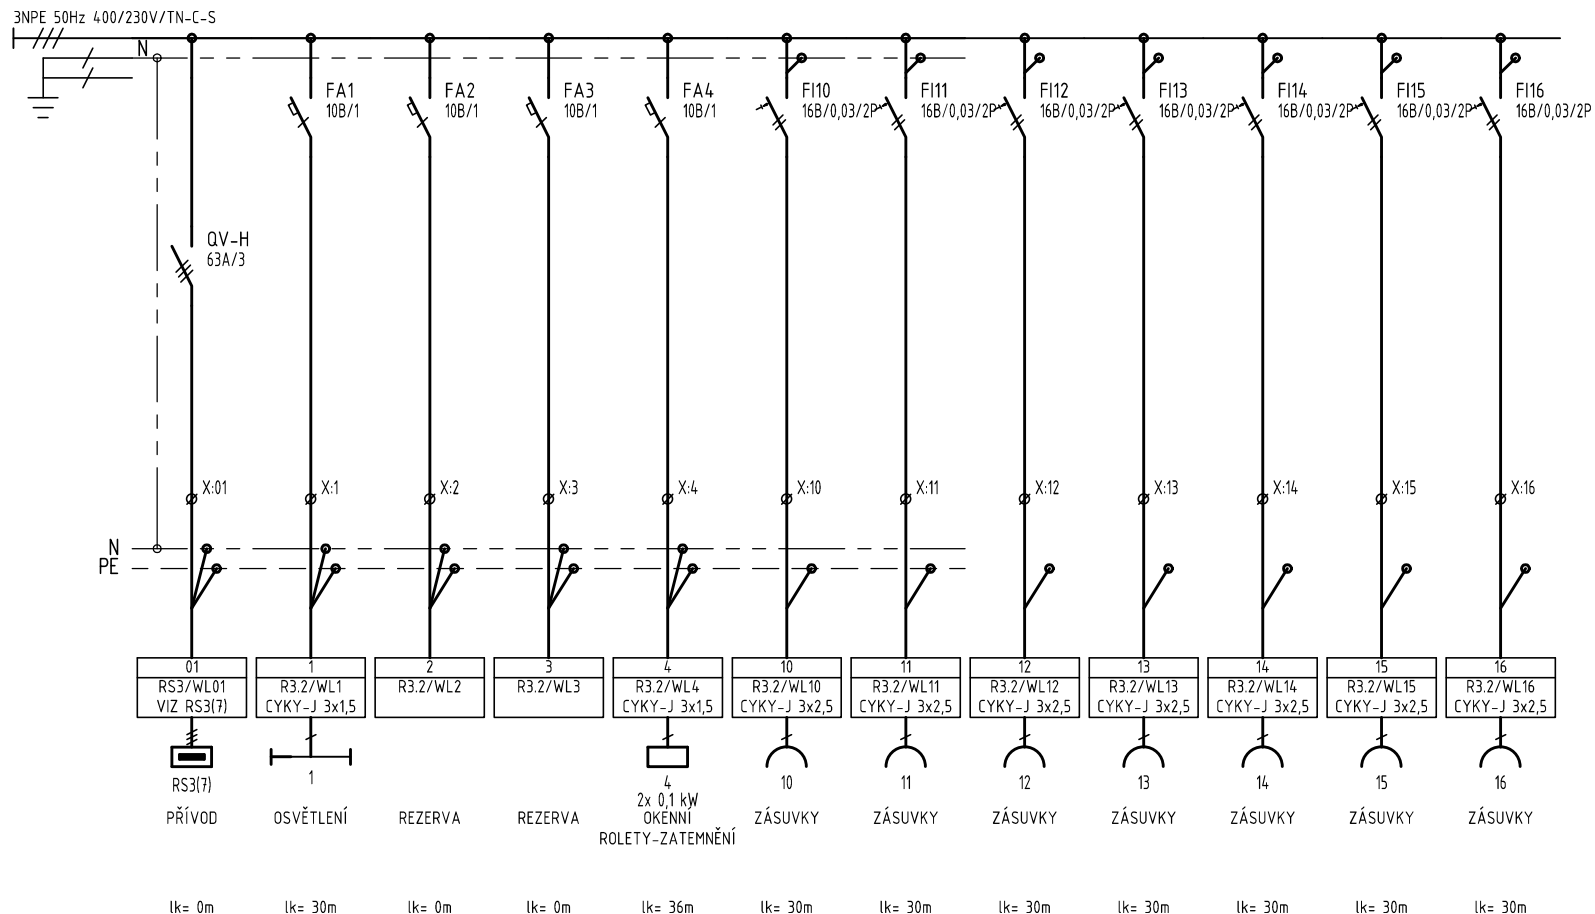 3NPE 50Hz 400/230V/TN-C-S
N
FA1 FA2 FA3 FA4 FI10 FI11 FI12 FI13 FI14 FI15 FI16
10B/1 10B/1 10B/1 10B/1 16B/0,03/2P 16B/0,03/2P 16B/0,03/2P 16B/0,03/2P 16B/0,03/2P 16B/0,03/2P 16B/0,03/2P
QV-H
63A/3
X:01 X:1 X:2 X:3 X:4 X:10 X:11 X:12 X:13 X:14 X:15 X:16
N
PE
01 1 2 3 4 10 11 12 13 14 15 16
RS3/WL01 R3.2/WL1 R3.2/WL2 R3.2/WL3 R3.2/WL4 R3.2/WL10 R3.2/WL11 R3.2/WL12 R3.2/WL13 R3.2/WL14 R3.2/WL15 R3.2/WL16
VIZ RS3(7) CYKY-J 3x1,5 CYKY-J 3x1,5 CYKY-J 3x2,5 CYKY-J 3x2,5 CYKY-J 3x2,5 CYKY-J 3x2,5 CYKY-J 3x2,5 CYKY-J 3x2,5 CYKY-J 3x2,5
RS3(7) 1 4 10 11 12 13 14 15 16
2x 0,1 kW
PŘÍVOD OSVĚTLENÍ REZERVA REZERVA OKENNÍ ZÁSUVKY ZÁSUVKY ZÁSUVKY ZÁSUVKY ZÁSUVKY ZÁSUVKY ZÁSUVKY
ROLETY-ZATEMNĚNÍ
lk= 0m lk= 30m lk= 0m lk= 0m lk= 36m lk= 30m lk= 30m lk= 30m lk= 30m lk= 30m lk= 30m lk= 30m